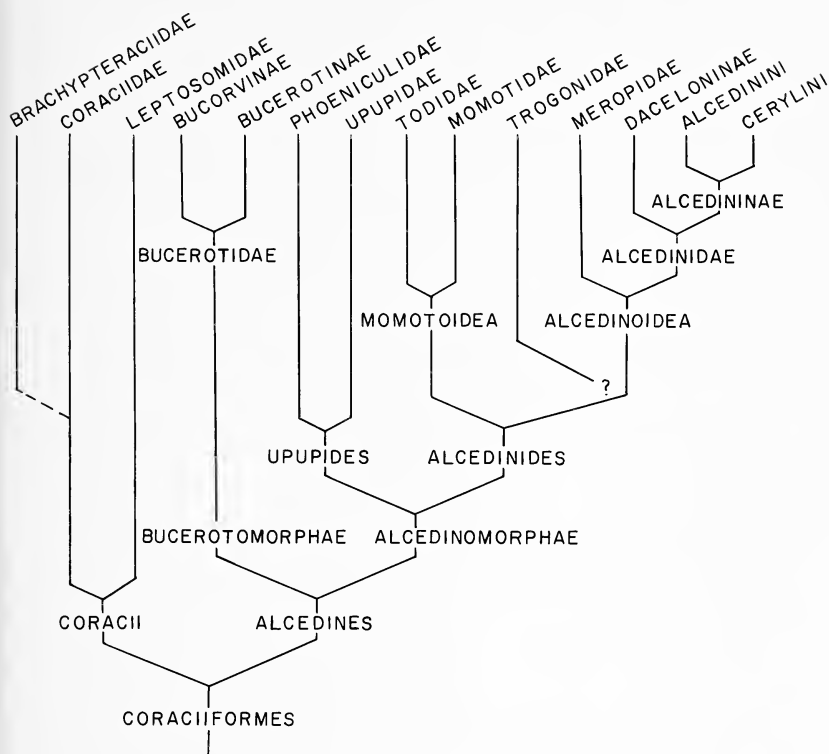 BRACHYPTERACIIDAE
CORACIIDAE
LEPTOSOMIDAE
BUCORVINAE
BUCEROTINAE
PHOENICULIDAE
UPUPIDAE
TODIDAE
MOMOTIDAE
TROGONIDAE
MEROPIDAE
DACELONINAE
ALCEDININI
CERYLINI
ALCEDININAE
BUCEROTIDAE
ALCEDINIDAE
MOMOTOIDEA
ALCEDINOIDEA
?
UPUPIDES
ALCEDINIDES
BUCEROTOMORPHAE
ALCEDINOMORPHAE
CORACII
ALCEDINES
CORACIIFORMES